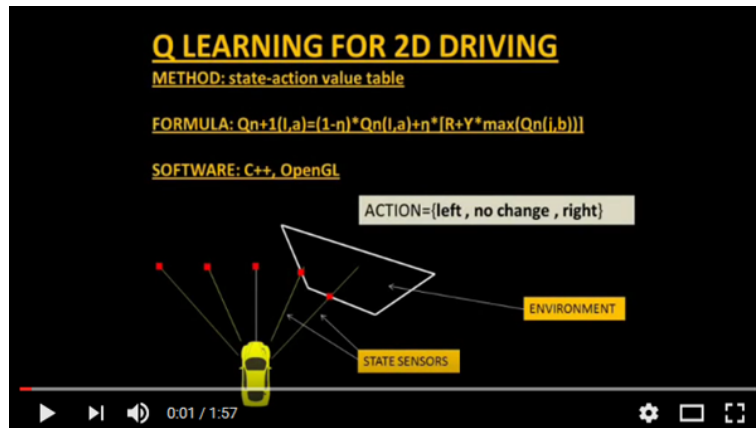 Q LEARNING FOR 2D DRIVING
METHOD: state-action value table
FORMULA: Qn+1(I,a)=(1-η)*Qn(I,a)+η*[R+Y*max(Qn(j,b))]
SOFTWARE: C++, OpenGL
ACTION={left , no change , right}
ENVIRONMENT
STATE SENSORS
0:01 / 1:57